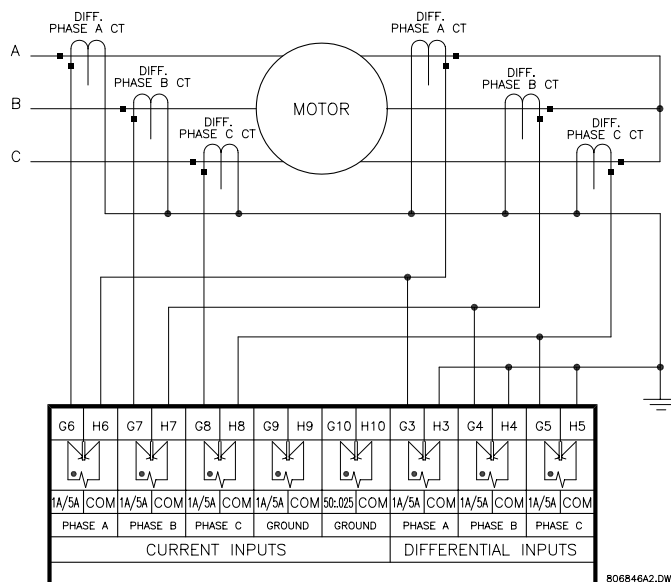 DIFF.
PHASE A CT
DIFF.
PHASE A CT
A
DIFF.
PHASE B CT
DIFF.
PHASE B CT
B
MOTOR
DIFF.
PHASE C CT
DIFF.
PHASE C CT
C
G6 H6 G7 H7 G8 H8 G9 H9 G10 H10 G3 H3 G4 H4 G5 H5
1A/5A COM 1A/5A COM 1A/5A COM 1A/5A COM 50:.025 COM 1A/5A COM 1A/5A COM 1A/5A COM
PHASE A PHASE B PHASE C GROUND GROUND PHASE A PHASE B PHASE C
CURRENT INPUTS DIFFERENTIAL INPUTS
806846A2.DW